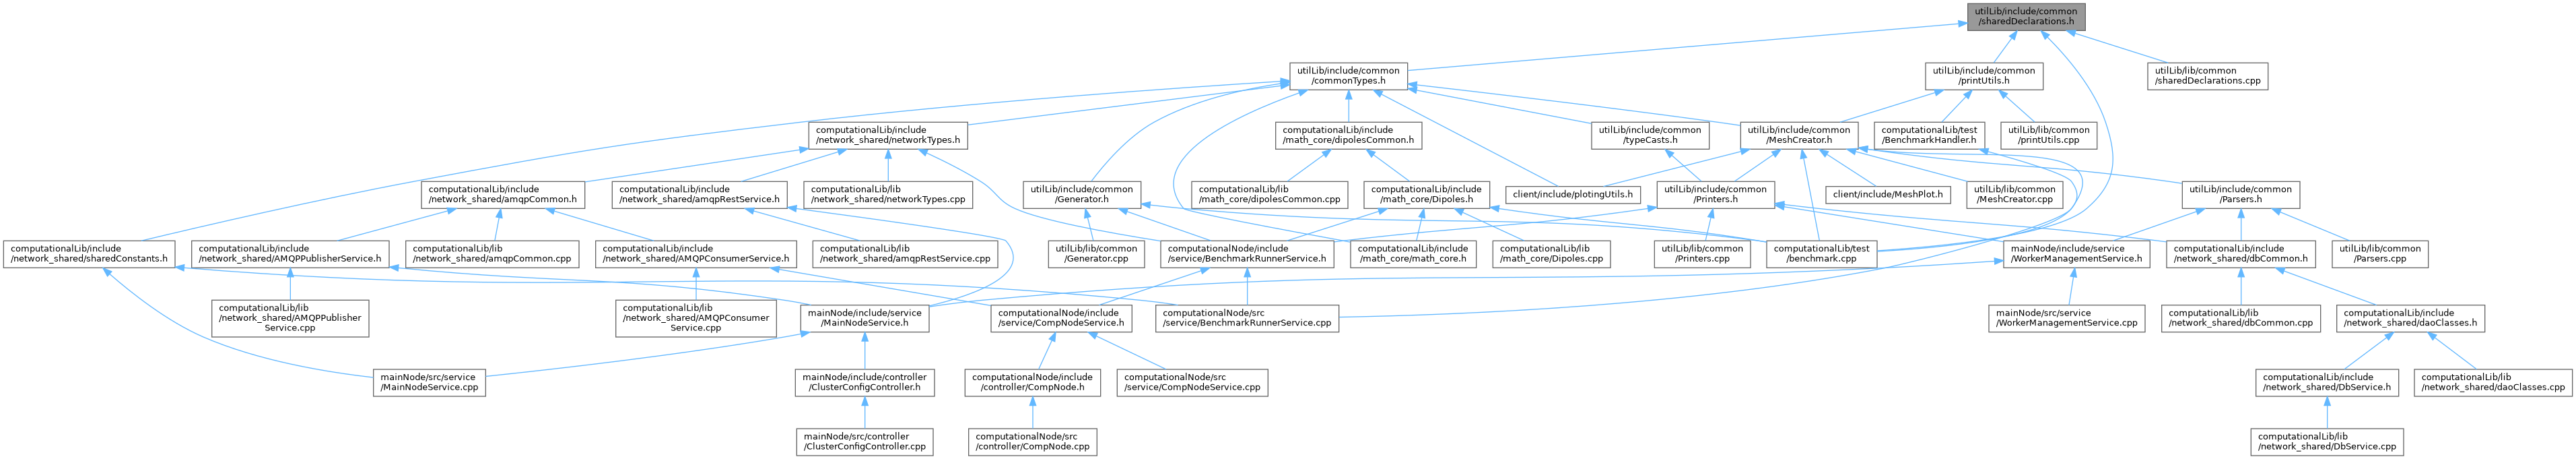 utilLib/include/common
/sharedDeclarations.h
utilLib/include/common
/commonTypes.h
utilLib/include/common
/printUtils.h
utilLib/lib/common
/sharedDeclarations.cpp
computationalLib/include
/network_shared/networkTypes.h
computationalLib/include
/math_core/dipolesCommon.h
utilLib/include/common
/typeCasts.h
utilLib/include/common
/MeshCreator.h
computationalLib/test
/BenchmarkHandler.h
utilLib/lib/common
/printUtils.cpp
computationalLib/include
/network_shared/amqpCommon.h
computationalLib/include
/network_shared/amqpRestService.h
computationalLib/lib
/network_shared/networkTypes.cpp
utilLib/include/common
/Generator.h
computationalLib/lib
/math_core/dipolesCommon.cpp
computationalLib/include
/math_core/Dipoles.h
client/include/plotingUtils.h
utilLib/include/common
/Printers.h
client/include/MeshPlot.h
utilLib/lib/common
/MeshCreator.cpp
utilLib/include/common
/Parsers.h
computationalLib/include
/network_shared/sharedConstants.h
computationalLib/include
/network_shared/AMQPPublisherService.h
computationalLib/lib
/network_shared/amqpCommon.cpp
computationalLib/include
/network_shared/AMQPConsumerService.h
computationalLib/lib
/network_shared/amqpRestService.cpp
utilLib/lib/common
/Generator.cpp
computationalNode/include
/service/BenchmarkRunnerService.h
computationalLib/include
/math_core/math_core.h
computationalLib/lib
/math_core/Dipoles.cpp
utilLib/lib/common
/Printers.cpp
computationalLib/test
/benchmark.cpp
mainNode/include/service
/WorkerManagementService.h
computationalLib/include
/network_shared/dbCommon.h
utilLib/lib/common
/Parsers.cpp
computationalLib/lib
/network_shared/AMQPPublisher
Service.cpp
computationalLib/lib
/network_shared/AMQPConsumer
Service.cpp
mainNode/include/service
/MainNodeService.h
computationalNode/include
/service/CompNodeService.h
computationalNode/src
/service/BenchmarkRunnerService.cpp
mainNode/src/service
/WorkerManagementService.cpp
computationalLib/lib
/network_shared/dbCommon.cpp
computationalLib/include
/network_shared/daoClasses.h
mainNode/src/service
/MainNodeService.cpp
mainNode/include/controller
/ClusterConfigController.h
computationalNode/include
/controller/CompNode.h
computationalNode/src
/service/CompNodeService.cpp
computationalLib/include
/network_shared/DbService.h
computationalLib/lib
/network_shared/daoClasses.cpp
mainNode/src/controller
/ClusterConfigController.cpp
computationalNode/src
/controller/CompNode.cpp
computationalLib/lib
/network_shared/DbService.cpp